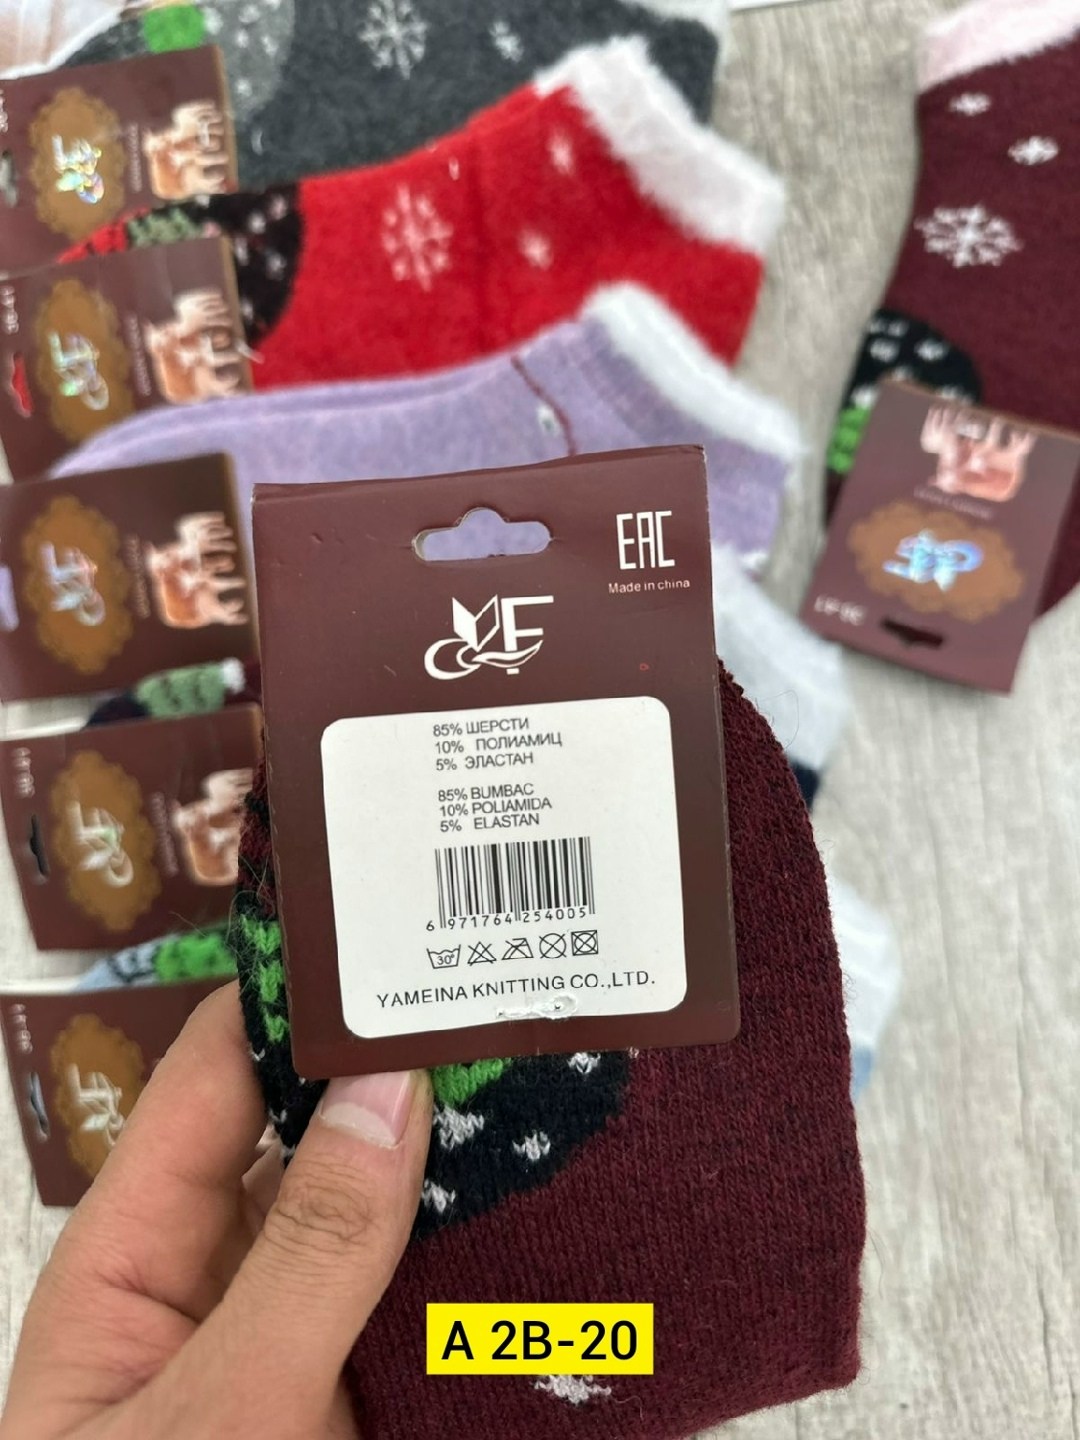 EAC
Made in china
85% ШЕРСТИ
10% ПОЛИАМИЦ
5% ЭЛАСТАН
85% BUMBAC
10% POLIAMIDA
5% ELASTAN
6 971764 254005
30°
YAMEINA KNITTING CO.,LTD.
A 2B-20